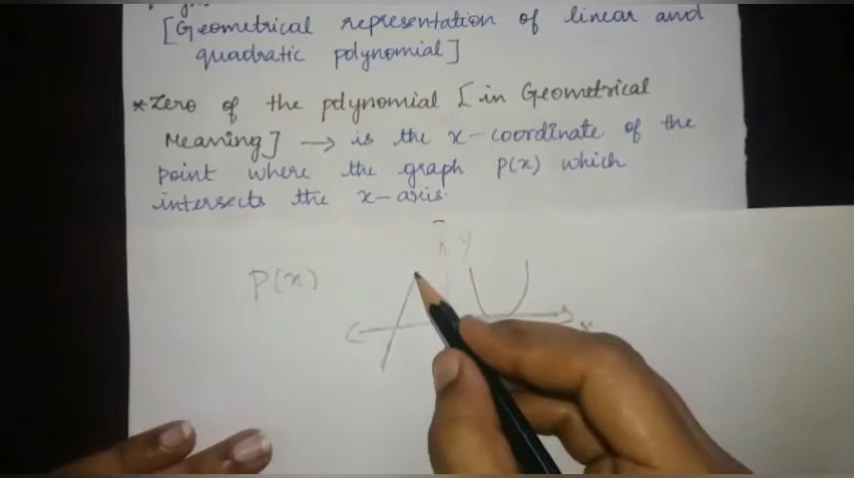 [Geometrical representation of linear and
quadratic polynomial]
*Zero of the polynomial [in Geometrical
Meaning] → is the x-coordinate of the
point where the graph P(x) which
intersects the x-axis.
y
P(x)
x